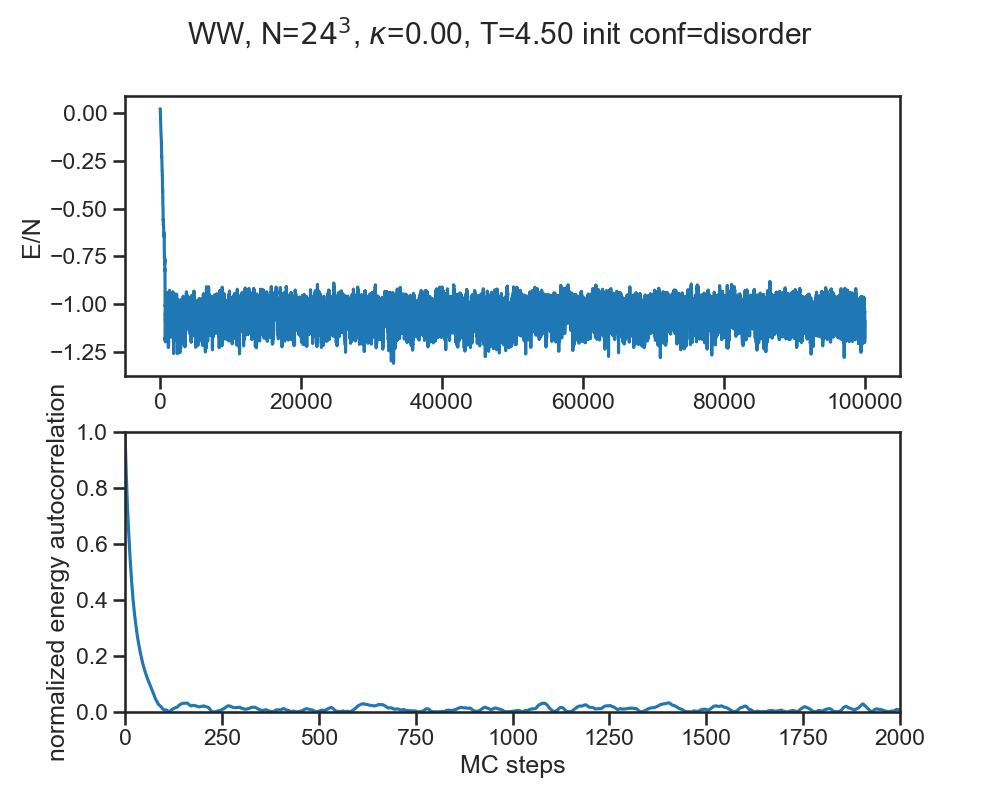 WW, N=24³, κ=0.00, T=4.50 init conf=disorder
E/N
0.00
−0.25
−0.50
−0.75
−1.00
−1.25
0 20000 40000 60000 80000 100000
normalized energy autocorrelation
1.0
0.8
0.6
0.4
0.2
0.0
0 250 500 750 1000 1250 1500 1750 2000
MC steps